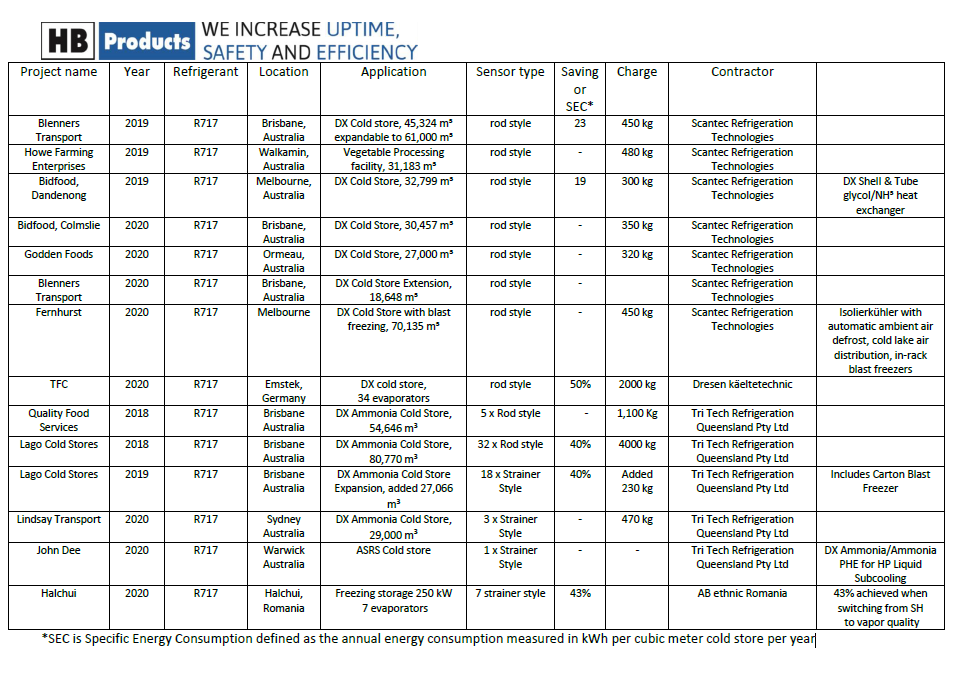 HB Products WE INCREASE UPTIME,
SAFETY AND EFFICIENCY
Project name Year Refrigerant Location Application Sensor type Saving Charge Contractor
or
SEC*
Blenners 2019 R717 Brisbane, DX Cold store, 45,324 m³ rod style 23 450 kg Scantec Refrigeration
Transport Australia expandable to 61,000 m³ Technologies
Howe Farming 2019 R717 Walkamin, Vegetable Processing rod style - 480 kg Scantec Refrigeration
Enterprises Australia facility, 31,183 m³ Technologies
Bidfood, 2019 R717 Melbourne, DX Cold Store, 32,799 m³ rod style 19 300 kg Scantec Refrigeration DX Shell & Tube
Dandenong Australia Technologies glycol/NH³ heat
exchanger
Bidfood, Colmslie 2020 R717 Brisbane, DX Cold Store, 30,457 m³ rod style - 350 kg Scantec Refrigeration
Australia Technologies
Godden Foods 2020 R717 Ormeau, DX Cold Store, 27,000 m³ rod style - 320 kg Scantec Refrigeration
Australia Technologies
Blenners 2020 R717 Brisbane, DX Cold Store Extension, rod style - Scantec Refrigeration
Transport Australia 18,648 m³ Technologies
Fernhurst 2020 R717 Melbourne DX Cold Store with blast rod style - 450 kg Scantec Refrigeration Isolierkühler with
freezing, 70,135 m³ Technologies automatic ambient air
defrost, cold lake air
distribution, in-rack
blast freezers
TFC 2020 R717 Emstek, DX cold store, rod style 50% 2000 kg Dresen käeltetechnic
Germany 34 evaporators
Quality Food 2018 R717 Brisbane DX Ammonia Cold Store, 5 x Rod style - 1,100 Kg Tri Tech Refrigeration
Services Australia 54,646 m³ Queensland Pty Ltd
Lago Cold Stores 2018 R717 Brisbane DX Ammonia Cold Store, 32 x Rod style 40% 4000 kg Tri Tech Refrigeration
Australia 80,770 m³ Queensland Pty Ltd
Lago Cold Stores 2019 R717 Brisbane DX Ammonia Cold Store 18 x Strainer 40% Added Tri Tech Refrigeration Includes Carton Blast
Australia Expansion, added 27,066 Style 230 kg Queensland Pty Ltd Freezer
m³
Lindsay Transport 2020 R717 Sydney DX Ammonia Cold Store, 3 x Strainer - 470 kg Tri Tech Refrigeration
Australia 29,000 m³ Style Queensland Pty Ltd
John Dee 2020 R717 Warwick ASRS Cold store 1 x Strainer - - Tri Tech Refrigeration DX Ammonia/Ammonia
Australia Style Queensland Pty Ltd PHE for HP Liquid
Subcooling
Halchui 2020 R717 Halchui, Freezing storage 250 kW 7 strainer style 43% AB ethnic Romania 43% achieved when
Romania 7 evaporators switching from SH
to vapor quality
*SEC is Specific Energy Consumption defined as the annual energy consumption measured in kWh per cubic meter cold store per year